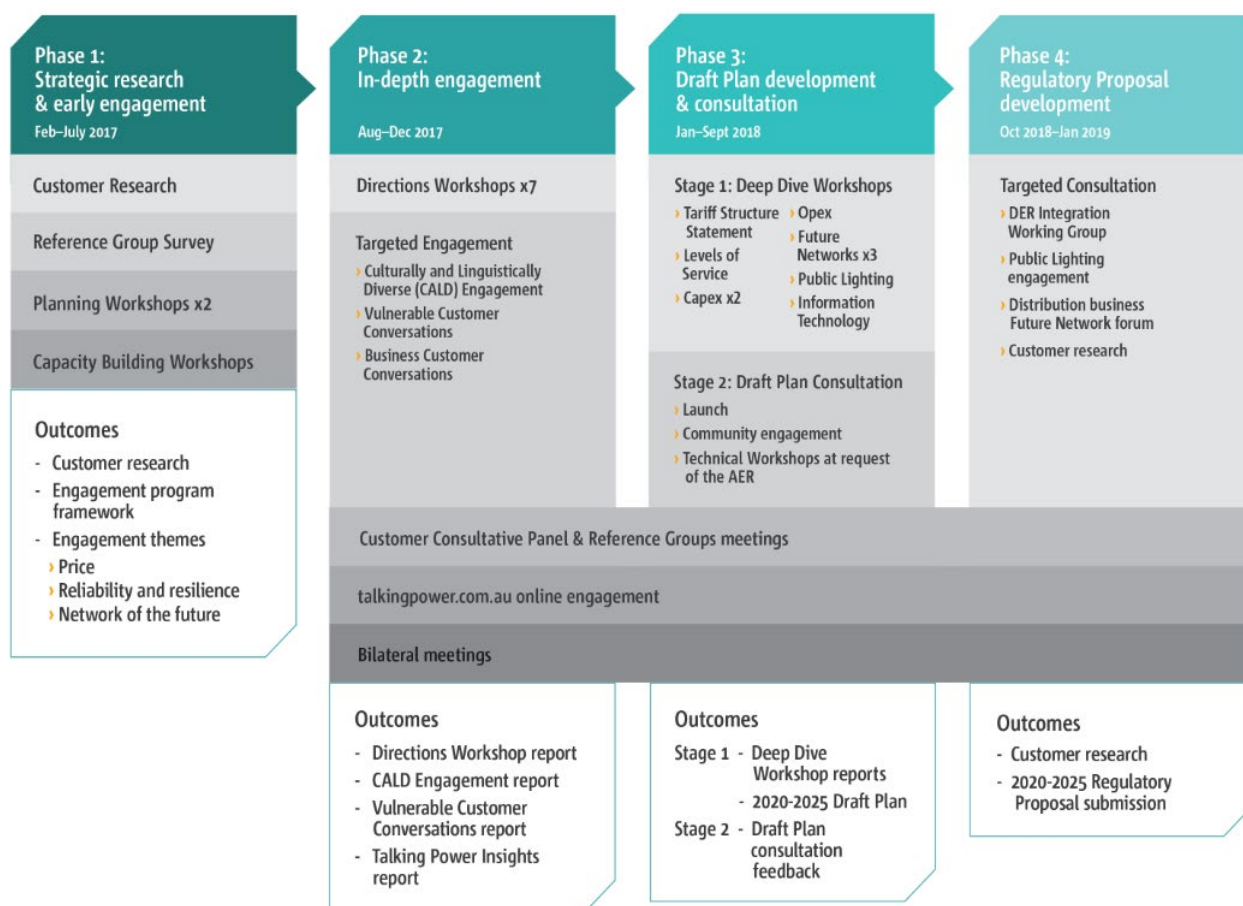 Phase 1:
Strategic research
& early engagement
Feb–July 2017
Customer Research
Reference Group Survey
Planning Workshops x2
Capacity Building Workshops
Outcomes
- Customer research
- Engagement program
framework
- Engagement themes
› Price
› Reliability and resilience
› Network of the future
Phase 2:
In-depth engagement
Aug–Dec 2017
Directions Workshops x7
Targeted Engagement
› Culturally and Linguistically
Diverse (CALD) Engagement
› Vulnerable Customer
Conversations
› Business Customer
Conversations
Phase 3:
Draft Plan development
& consultation
Jan–Sept 2018
Stage 1: Deep Dive Workshops
› Tariff Structure
Statement
› Levels of
Service
› Capex x2
› Opex
› Future
Networks x3
› Public Lighting
› Information
Technology
Stage 2: Draft Plan Consultation
› Launch
› Community engagement
› Technical Workshops at request
of the AER
Phase 4:
Regulatory Proposal
development
Oct 2018–Jan 2019
Targeted Consultation
› DER Integration
Working Group
› Public Lighting
engagement
› Distribution business
Future Network forum
› Customer research
Customer Consultative Panel & Reference Groups meetings
talkingpower.com.au online engagement
Bilateral meetings
Outcomes
- Directions Workshop report
- CALD Engagement report
- Vulnerable Customer
Conversations report
- Talking Power Insights
report
Outcomes
Stage 1 - Deep Dive
Workshop reports
- 2020-2025 Draft Plan
Stage 2 - Draft Plan
consultation
feedback
Outcomes
- Customer research
- 2020-2025 Regulatory
Proposal submission